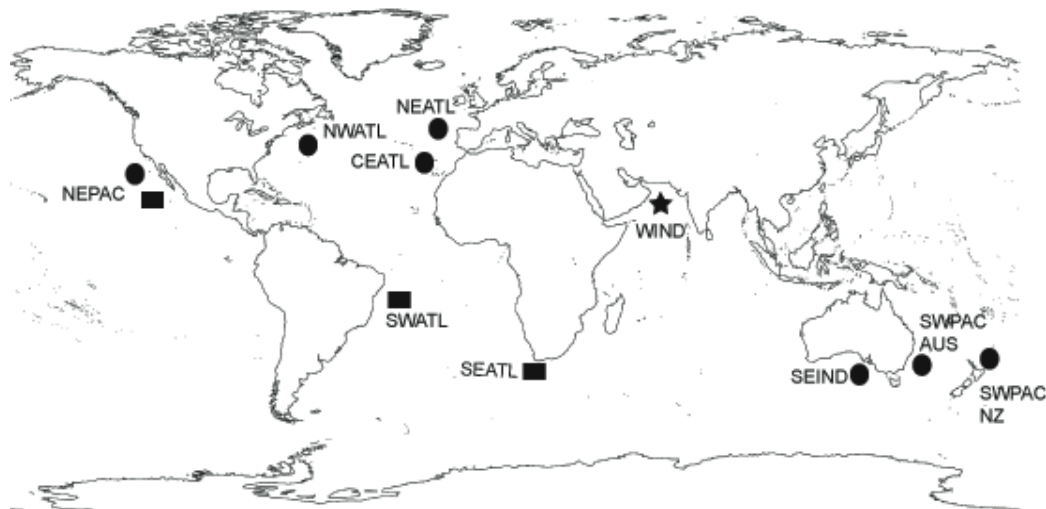 NEATL
NWATL
CEATL
NEPAC
WIND
SWATL
SWPAC
AUS
SEATL
SEIND
SWPAC
NZ